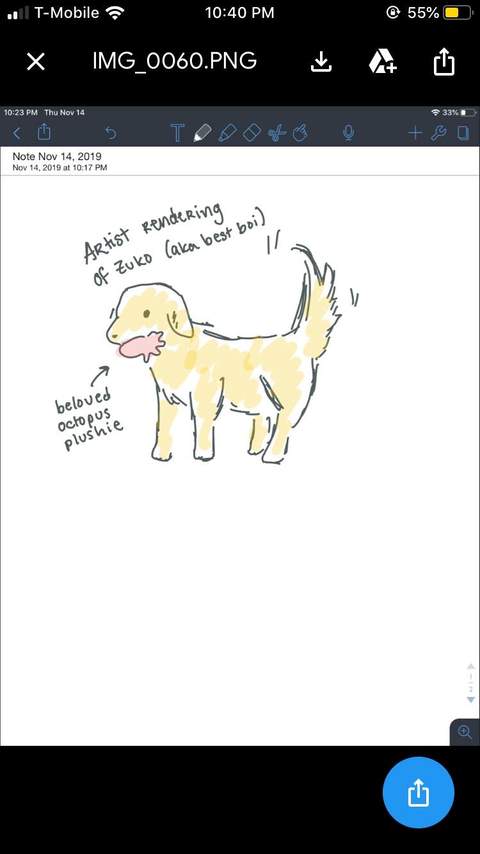 T-Mobile 10:40 PM 55%
IMG_0060.PNG
10:23 PM Thu Nov 14 33%
T
Note Nov 14, 2019
Nov 14, 2019 at 10:17 PM
Artist rendering
of Zuko (aka best boi)
beloved
octopus
plushie
1
2